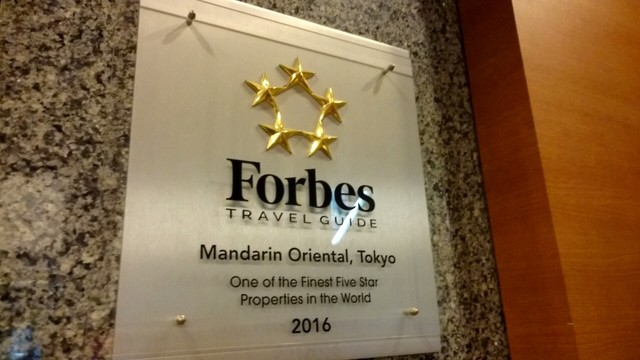 Forbes
TRAVEL GUIDE
Mandarin Oriental, Tokyo
One of the Finest Five Star
Properties in the World
2016